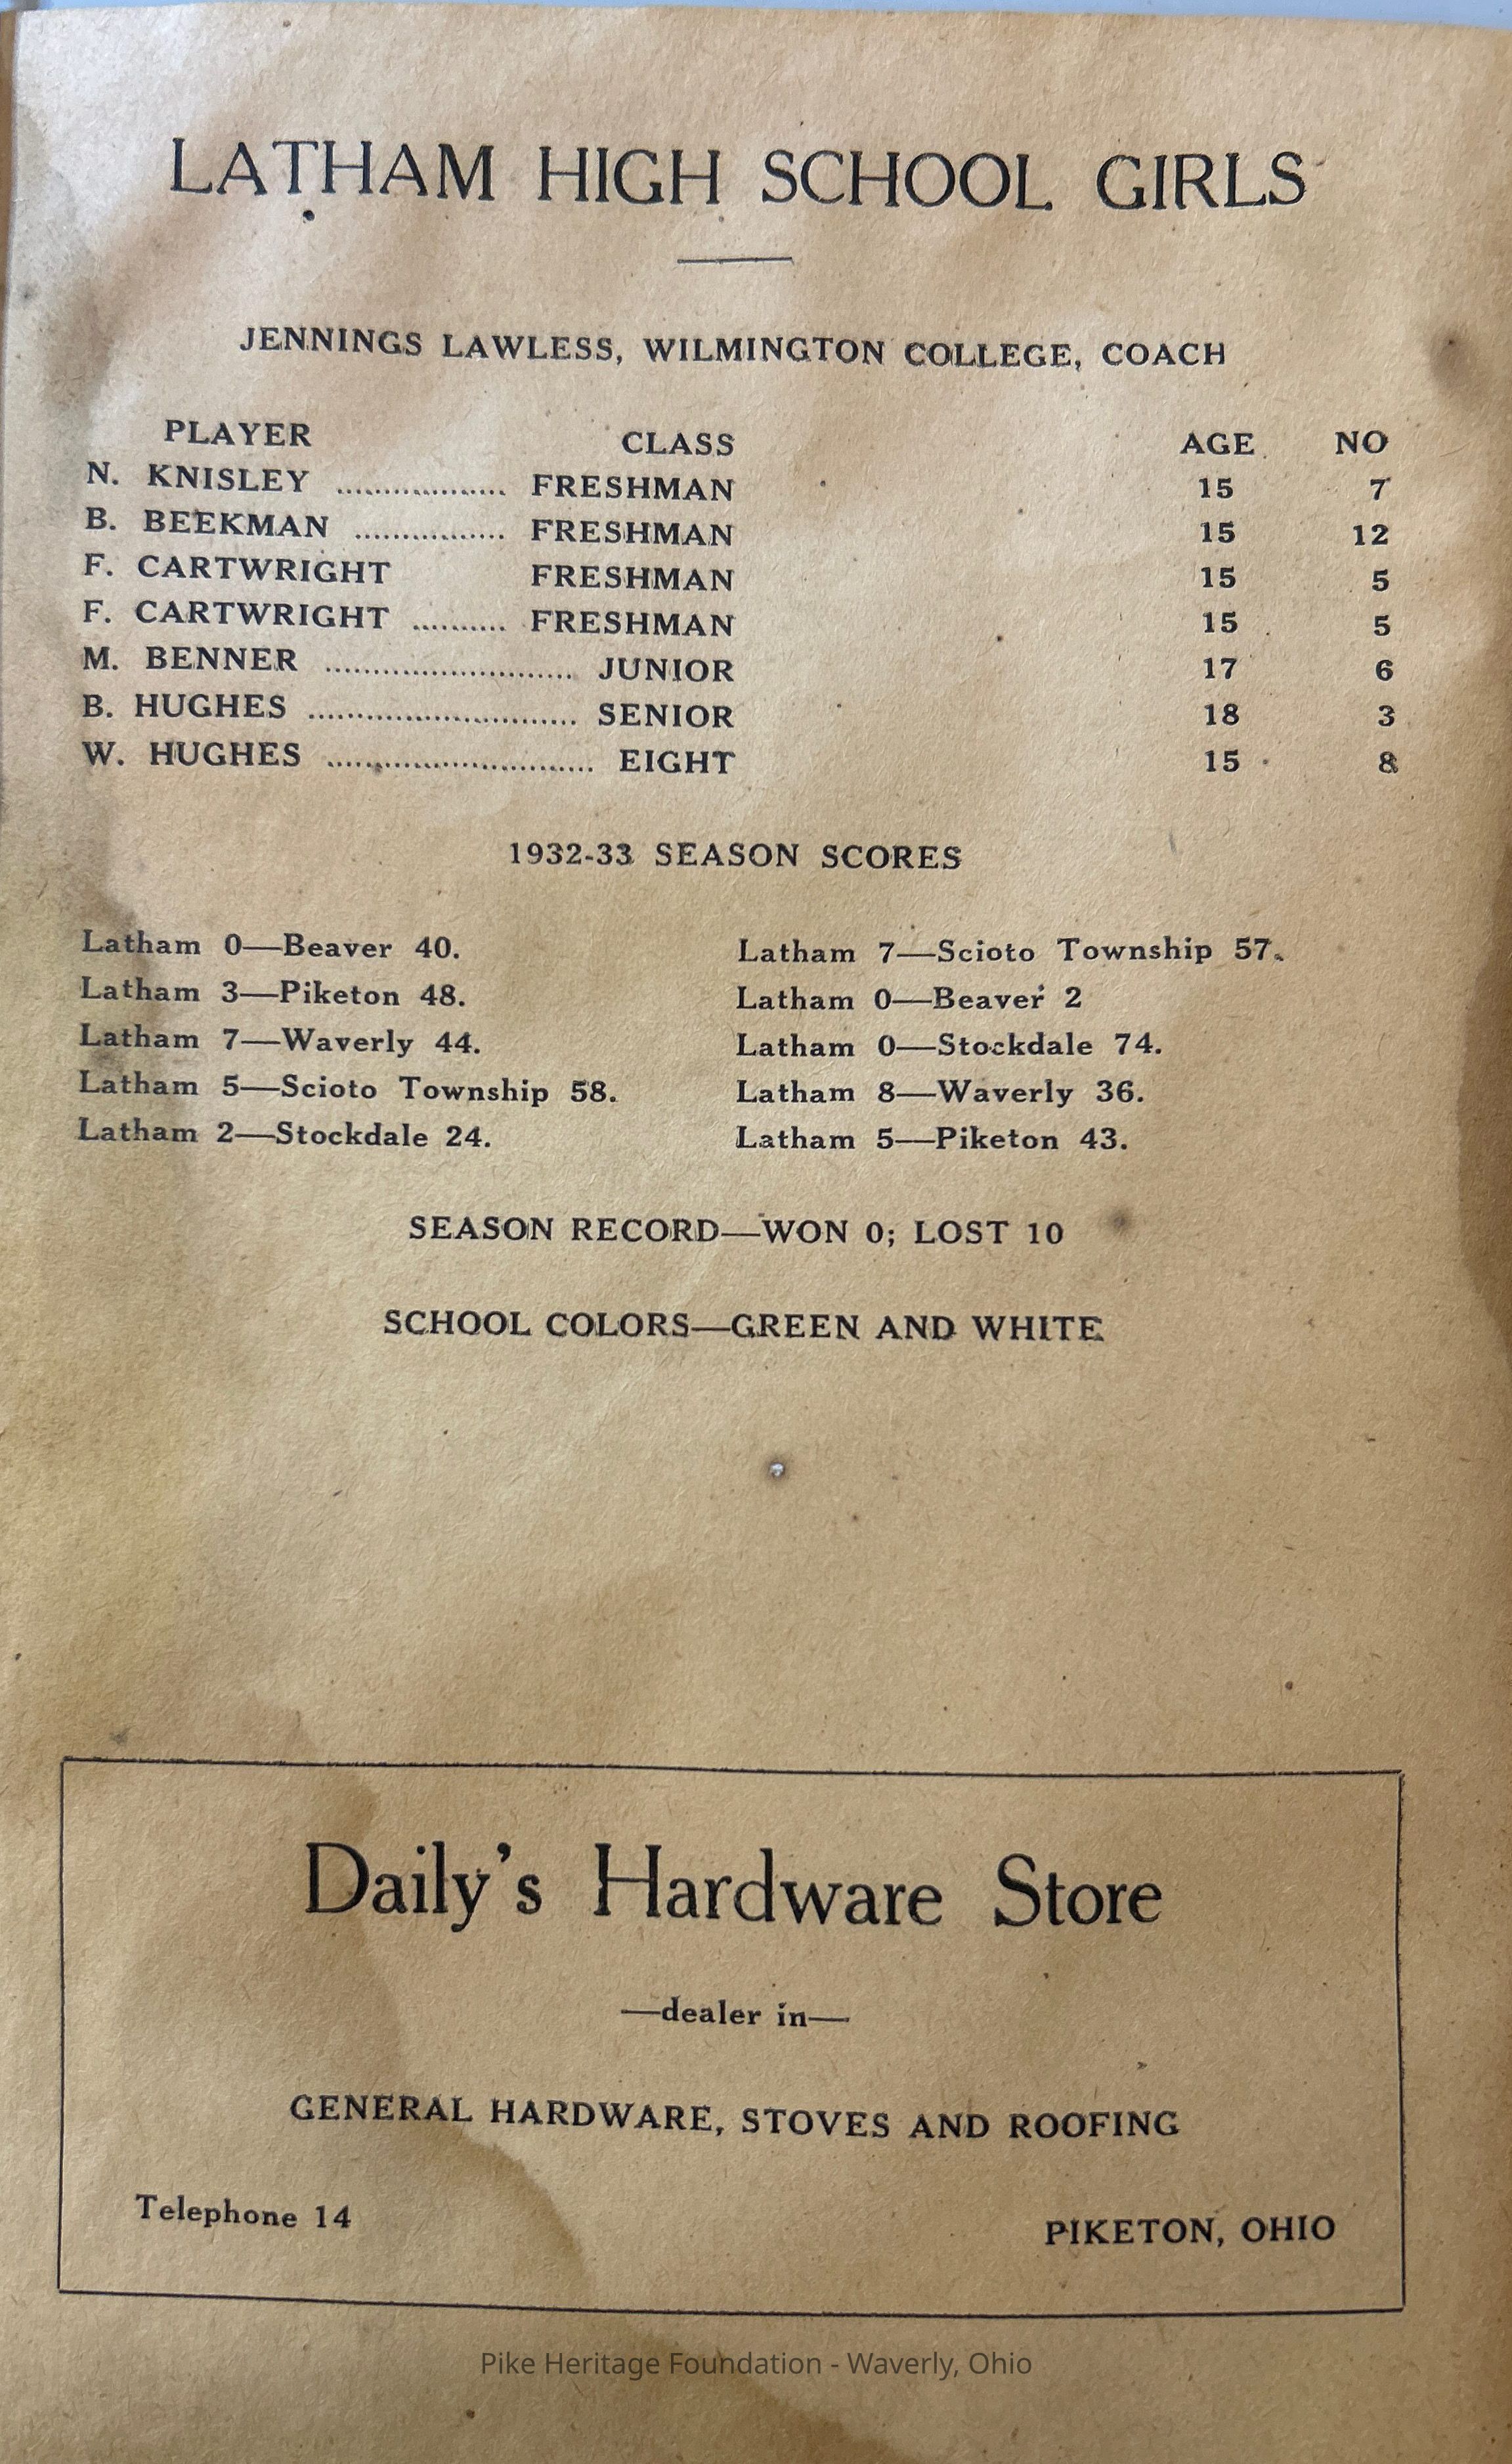 LATHAM HIGH SCHOOL GIRLS
JENNINGS LAWLESS, WILMINGTON COLLEGE, COACH
PLAYER CLASS AGE NO
N. KNISLEY .................. FRESHMAN 15 7
B. BEEKMAN ................ FRESHMAN 15 12
F. CARTWRIGHT FRESHMAN 15 5
F. CARTWRIGHT .......... FRESHMAN 15 5
M. BENNER .......................... JUNIOR 17 6
B. HUGHES ............................ SENIOR 18 3
W. HUGHES ............................ EIGHT 15 8
1932-33 SEASON SCORES
Latham 0—Beaver 40.
Latham 3—Piketon 48.
Latham 7—Waverly 44.
Latham 5—Scioto Township 58.
Latham 2—Stockdale 24.
Latham 7—Scioto Township 57.
Latham 0—Beaver 2
Latham 0—Stockdale 74.
Latham 8—Waverly 36.
Latham 5—Piketon 43.
SEASON RECORD—WON 0; LOST 10
SCHOOL COLORS—GREEN AND WHITE
Daily's Hardware Store
—dealer in—
GENERAL HARDWARE, STOVES AND ROOFING
Telephone 14 PIKETON, OHIO
Pike Heritage Foundation - Waverly, Ohio